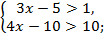 3x − 5 > 1,
4x − 10 > 10;